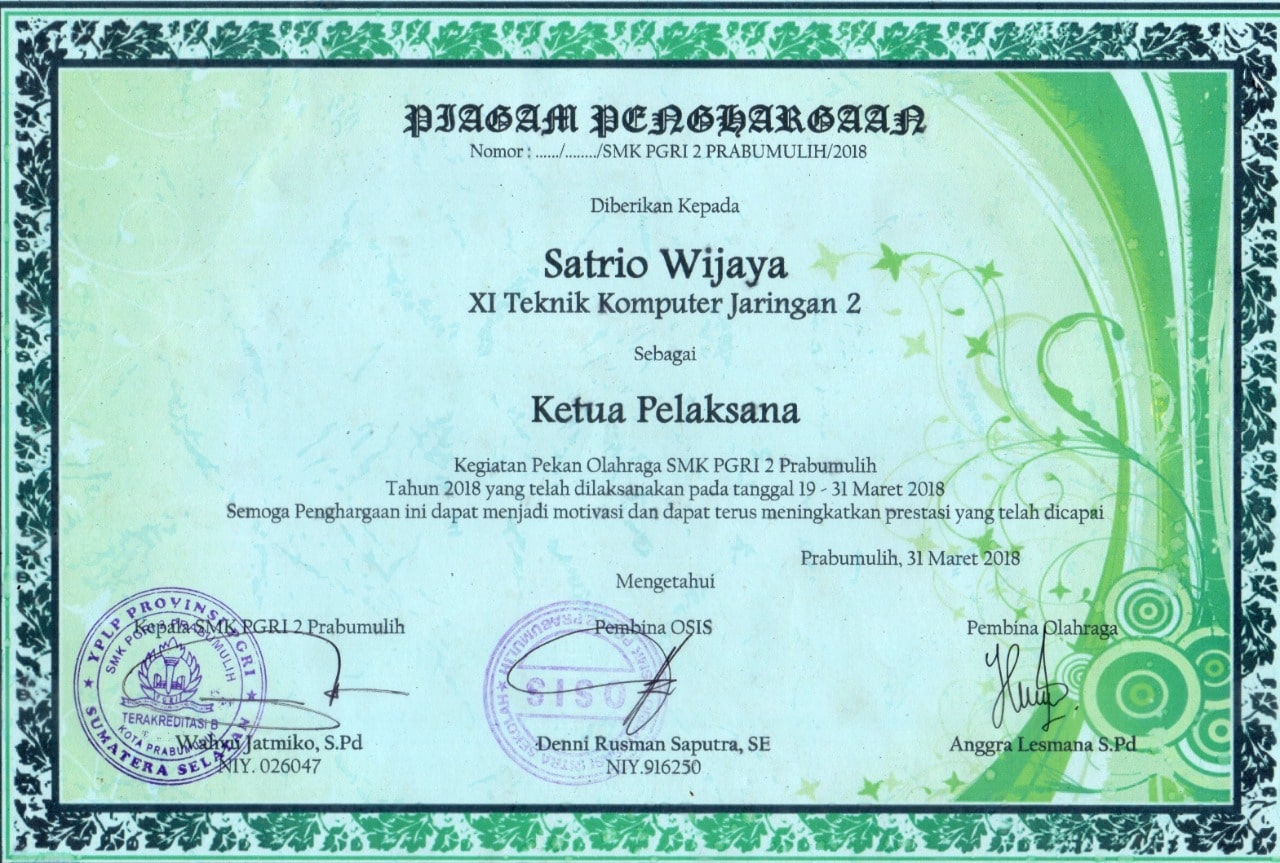 PIAGAM PENGHARGAAN
Nomor : ....../......../SMK PGRI 2 PRABUMULIH/2018
Diberikan Kepada
Satrio Wijaya
XI Teknik Komputer Jaringan 2
Sebagai
Ketua Pelaksana
Kegiatan Pekan Olahraga SMK PGRI 2 Prabumulih
Tahun 2018 yang telah dilaksanakan pada tanggal 19 - 31 Maret 2018
Semoga Penghargaan ini dapat menjadi motivasi dan dapat terus meningkatkan prestasi yang telah dicapai
Prabumulih, 31 Maret 2018
Mengetahui
Kepala SMK PGRI 2 Prabumulih
Pembina OSIS
Pembina Olahraga
YPLP PROVINSI PGRI
SUMATERA SELATAN
SMK PGRI 2 PRABUMULIH
TERAKREDITASI B
KOTA PRABUMULIH
OSIS
Wahyu Jatmiko, S.Pd
NIY. 026047
Denni Rusman Saputra, SE
NIY.916250
Anggra Lesmana S.Pd